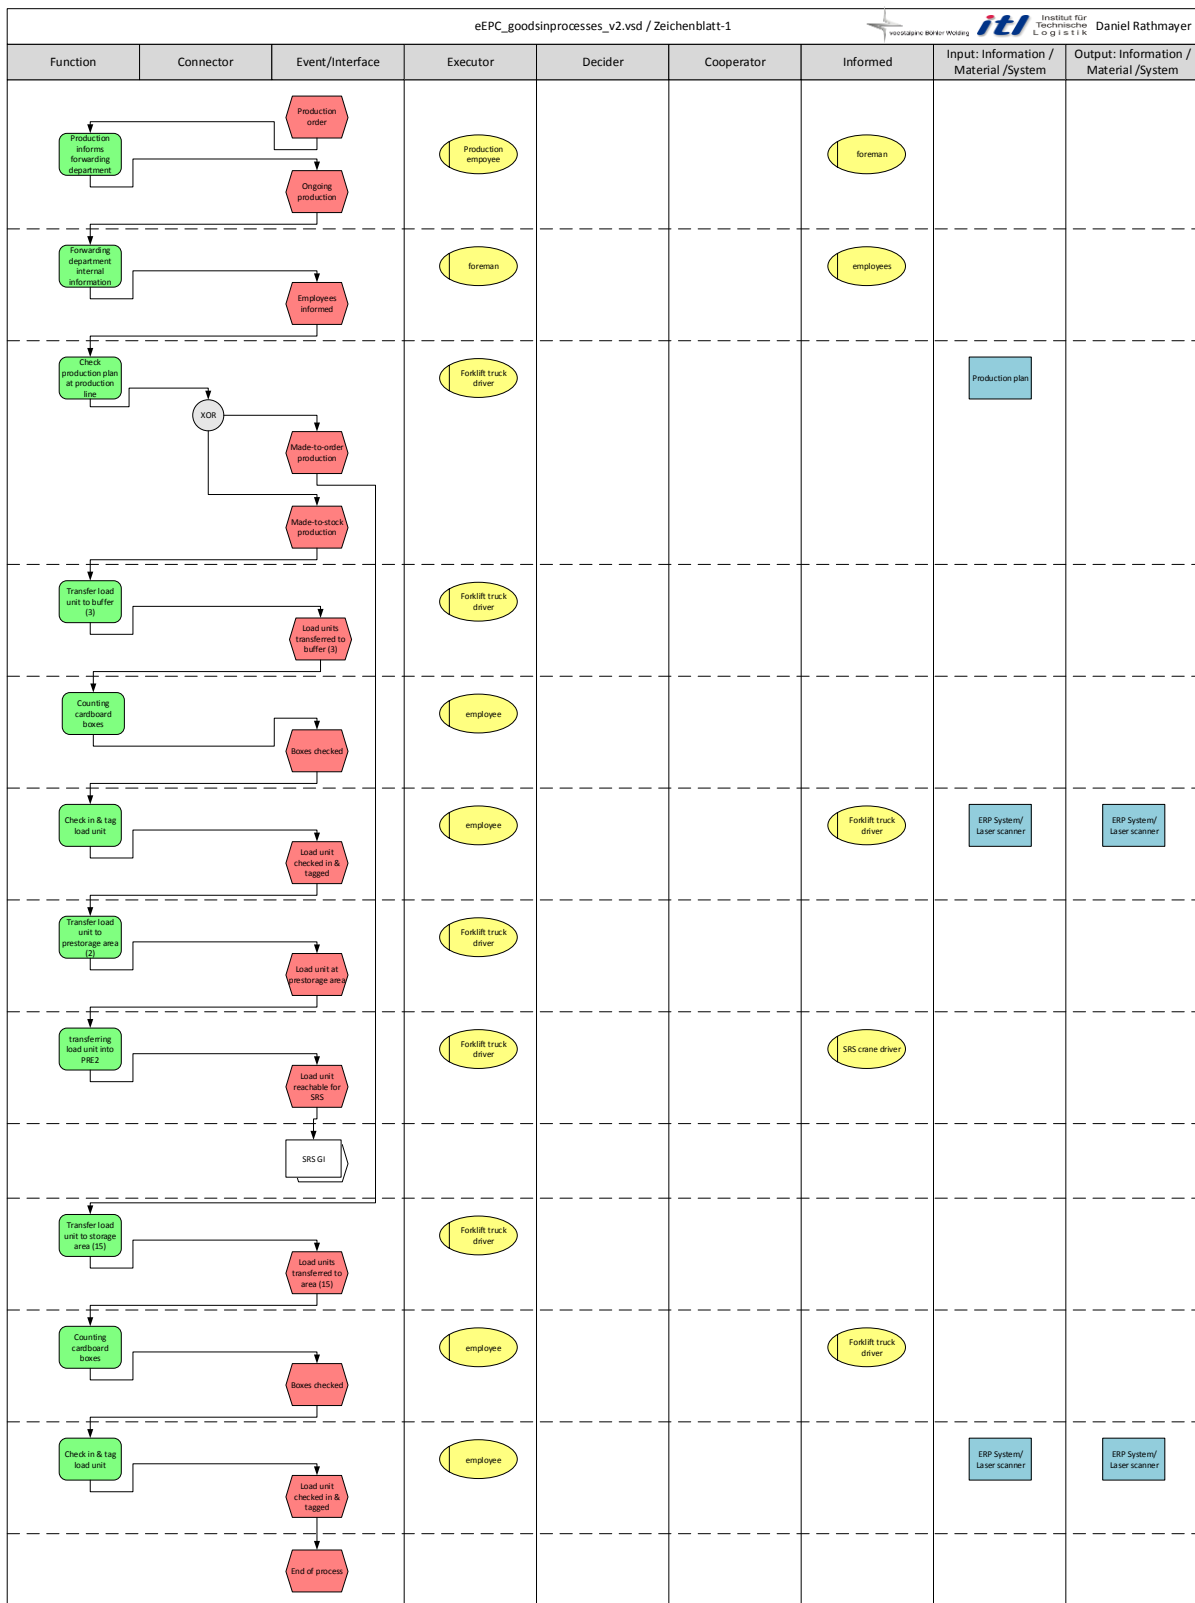 eEPC_goodsinprocesses_v2.vsd / Zeichenblatt-1
voestalpine Böhler Welding
itl
Institut für
Technische
Logistik
Daniel Rathmayer
Function
Connector
Event/Interface
Executor
Decider
Cooperator
Informed
Input: Information /
Material /System
Output: Information /
Material /System
Production
order
Production
informs
forwarding
department
Production
empoyee
foreman
Ongoing
production
Forwarding
department
internal
information
foreman
employees
Employees
informed
Check
production plan
at production
line
Forklift truck
driver
Production plan
XOR
Made-to-order
production
Made-to-stock
production
Transfer load
unit to buffer
(3)
Forklift truck
driver
Load units
transferred to
buffer (3)
Counting
cardboard
boxes
employee
Boxes checked
Check in & tag
load unit
employee
Forklift truck
driver
ERP System/
Laser scanner
ERP System/
Laser scanner
Load unit
checked in &
tagged
Transfer load
unit to
prestorage area
(2)
Forklift truck
driver
Load unit at
prestorage area
transferring
load unit into
PRE2
Forklift truck
driver
SRS crane driver
Load unit
reachable for
SRS
SRS GI
Transfer load
unit to storage
area (15)
Forklift truck
driver
Load units
transferred to
area (15)
Counting
cardboard
boxes
employee
Forklift truck
driver
Boxes checked
Check in & tag
load unit
employee
ERP System/
Laser scanner
ERP System/
Laser scanner
Load unit
checked in &
tagged
End of process